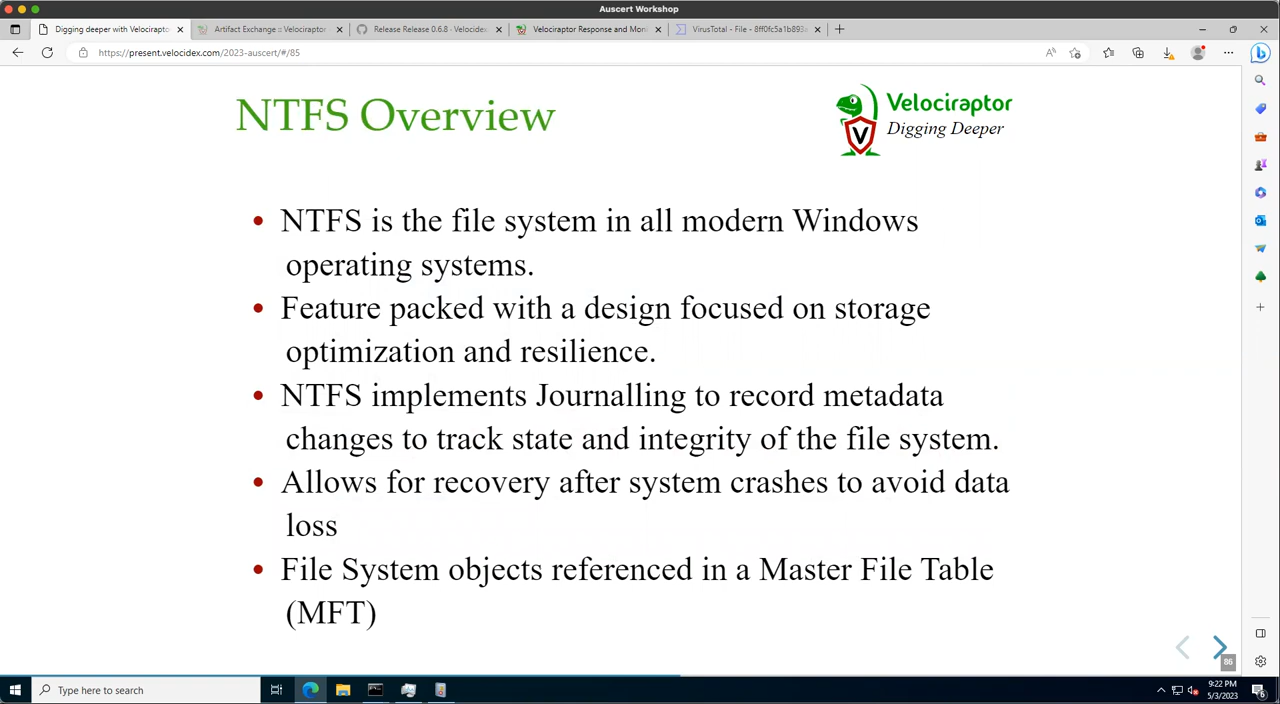 Auscert Workshop
Digging deeper with Velociraptor
Artifact Exchange :: Velociraptor
Release Release 0.6.8 · Velocidex
Velociraptor Response and Moni
VirusTotal - File - 8ff0fc5a1b893
https://present.velocidex.com/2023-auscert/#/85
NTFS Overview
Velociraptor
Digging Deeper
V
• NTFS is the file system in all modern Windows
operating systems.
• Feature packed with a design focused on storage
optimization and resilience.
• NTFS implements Journalling to record metadata
changes to track state and integrity of the file system.
• Allows for recovery after system crashes to avoid data
loss
• File System objects referenced in a Master File Table
(MFT)
86
Type here to search
9:22 PM
5/3/2023
6